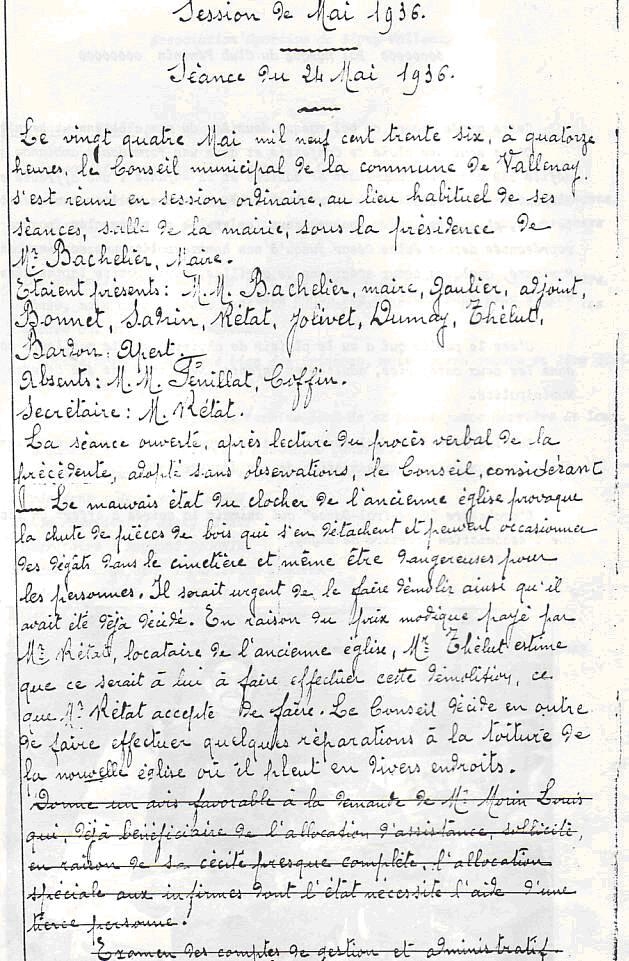 Session de Mai 1936.
Séance du 24 Mai 1936.
Le vingt quatre Mai mil neuf cent trente six, à quatorze
heures, le Conseil municipal de la commune de Vallenay
s'est réuni en session ordinaire, au lieu habituel de ses
séances, salle de la mairie, sous la présidence de
Mr Bachelier, Maire.
Etaient présents: M.M. Bachelier, maire, Gaulier, adjoint,
Bonnet, Sadrin, Rétat, Jolivet, Dumay, Thélut,
Bardon, Apert.
Absents: M.M. Feuillat, Coffin.
Secrétaire: M. Rétat.
La séance ouverte, après lecture du procès verbal de la
précédente, adopté sans observations, le Conseil, considérant
Le mauvais état du clocher de l'ancienne église provoque
la chute de pièces de bois qui s'en détachent et peuvent occasionner
des dégâts dans le cimetière et même être dangereuses pour
les personnes. Il serait urgent de le faire démolir ainsi qu'il
avait été déjà décidé. En raison du prix modique payé par
Mr Rétat, locataire de l'ancienne église, Mr Thélut estime
que ce serait à lui à faire effectuer cette démolition, ce
que Mr Rétat accepte de faire. Le Conseil décide en outre
de faire effectuer quelques réparations à la toiture de
la nouvelle église où il pleut en divers endroits.
Donne un avis favorable à la demande de Mr Morin Louis
qui, déjà bénéficiaire de l'allocation d'assistance, sollicite,
en raison de sa cécité presque complète, l'allocation
spéciale aux infirmes dont l'état nécessite l'aide d'une
tierce personne.
Examen des comptes de gestion et administratif.